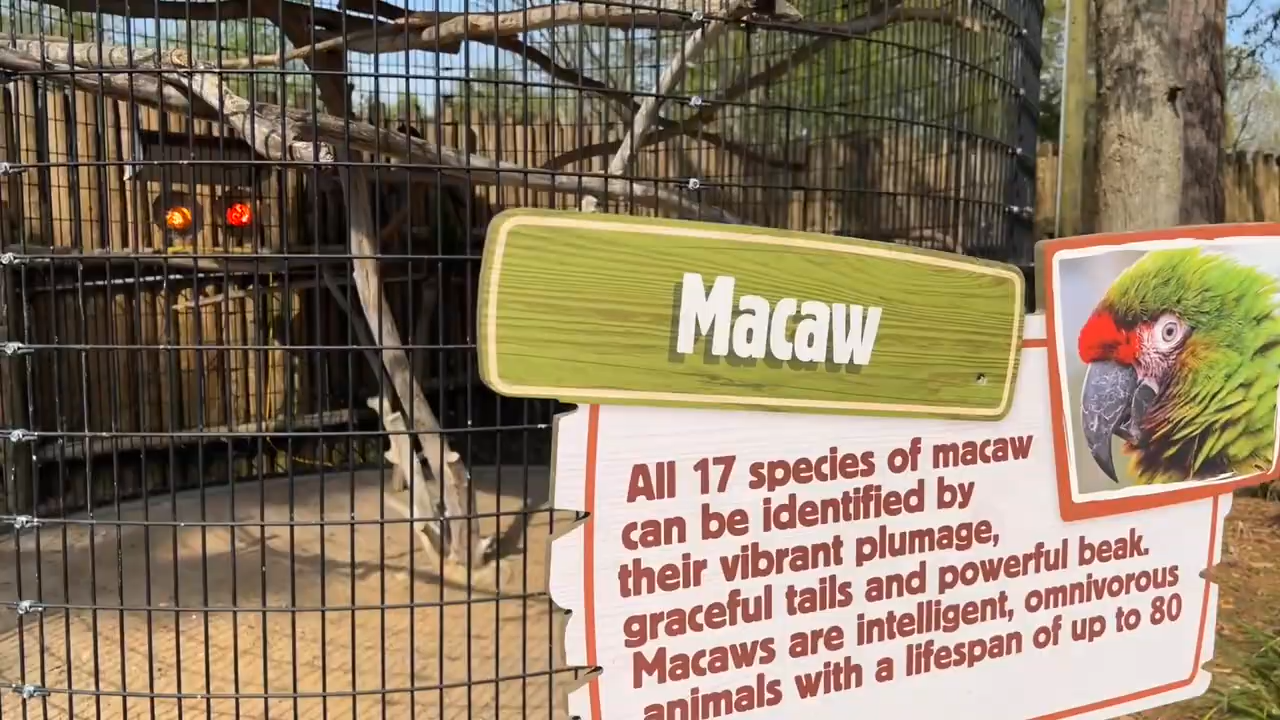 Macaw
All 17 species of macaw
can be identified by
their vibrant plumage,
graceful tails and powerful beak.
Macaws are intelligent, omnivorous
animals with a lifespan of up to 80